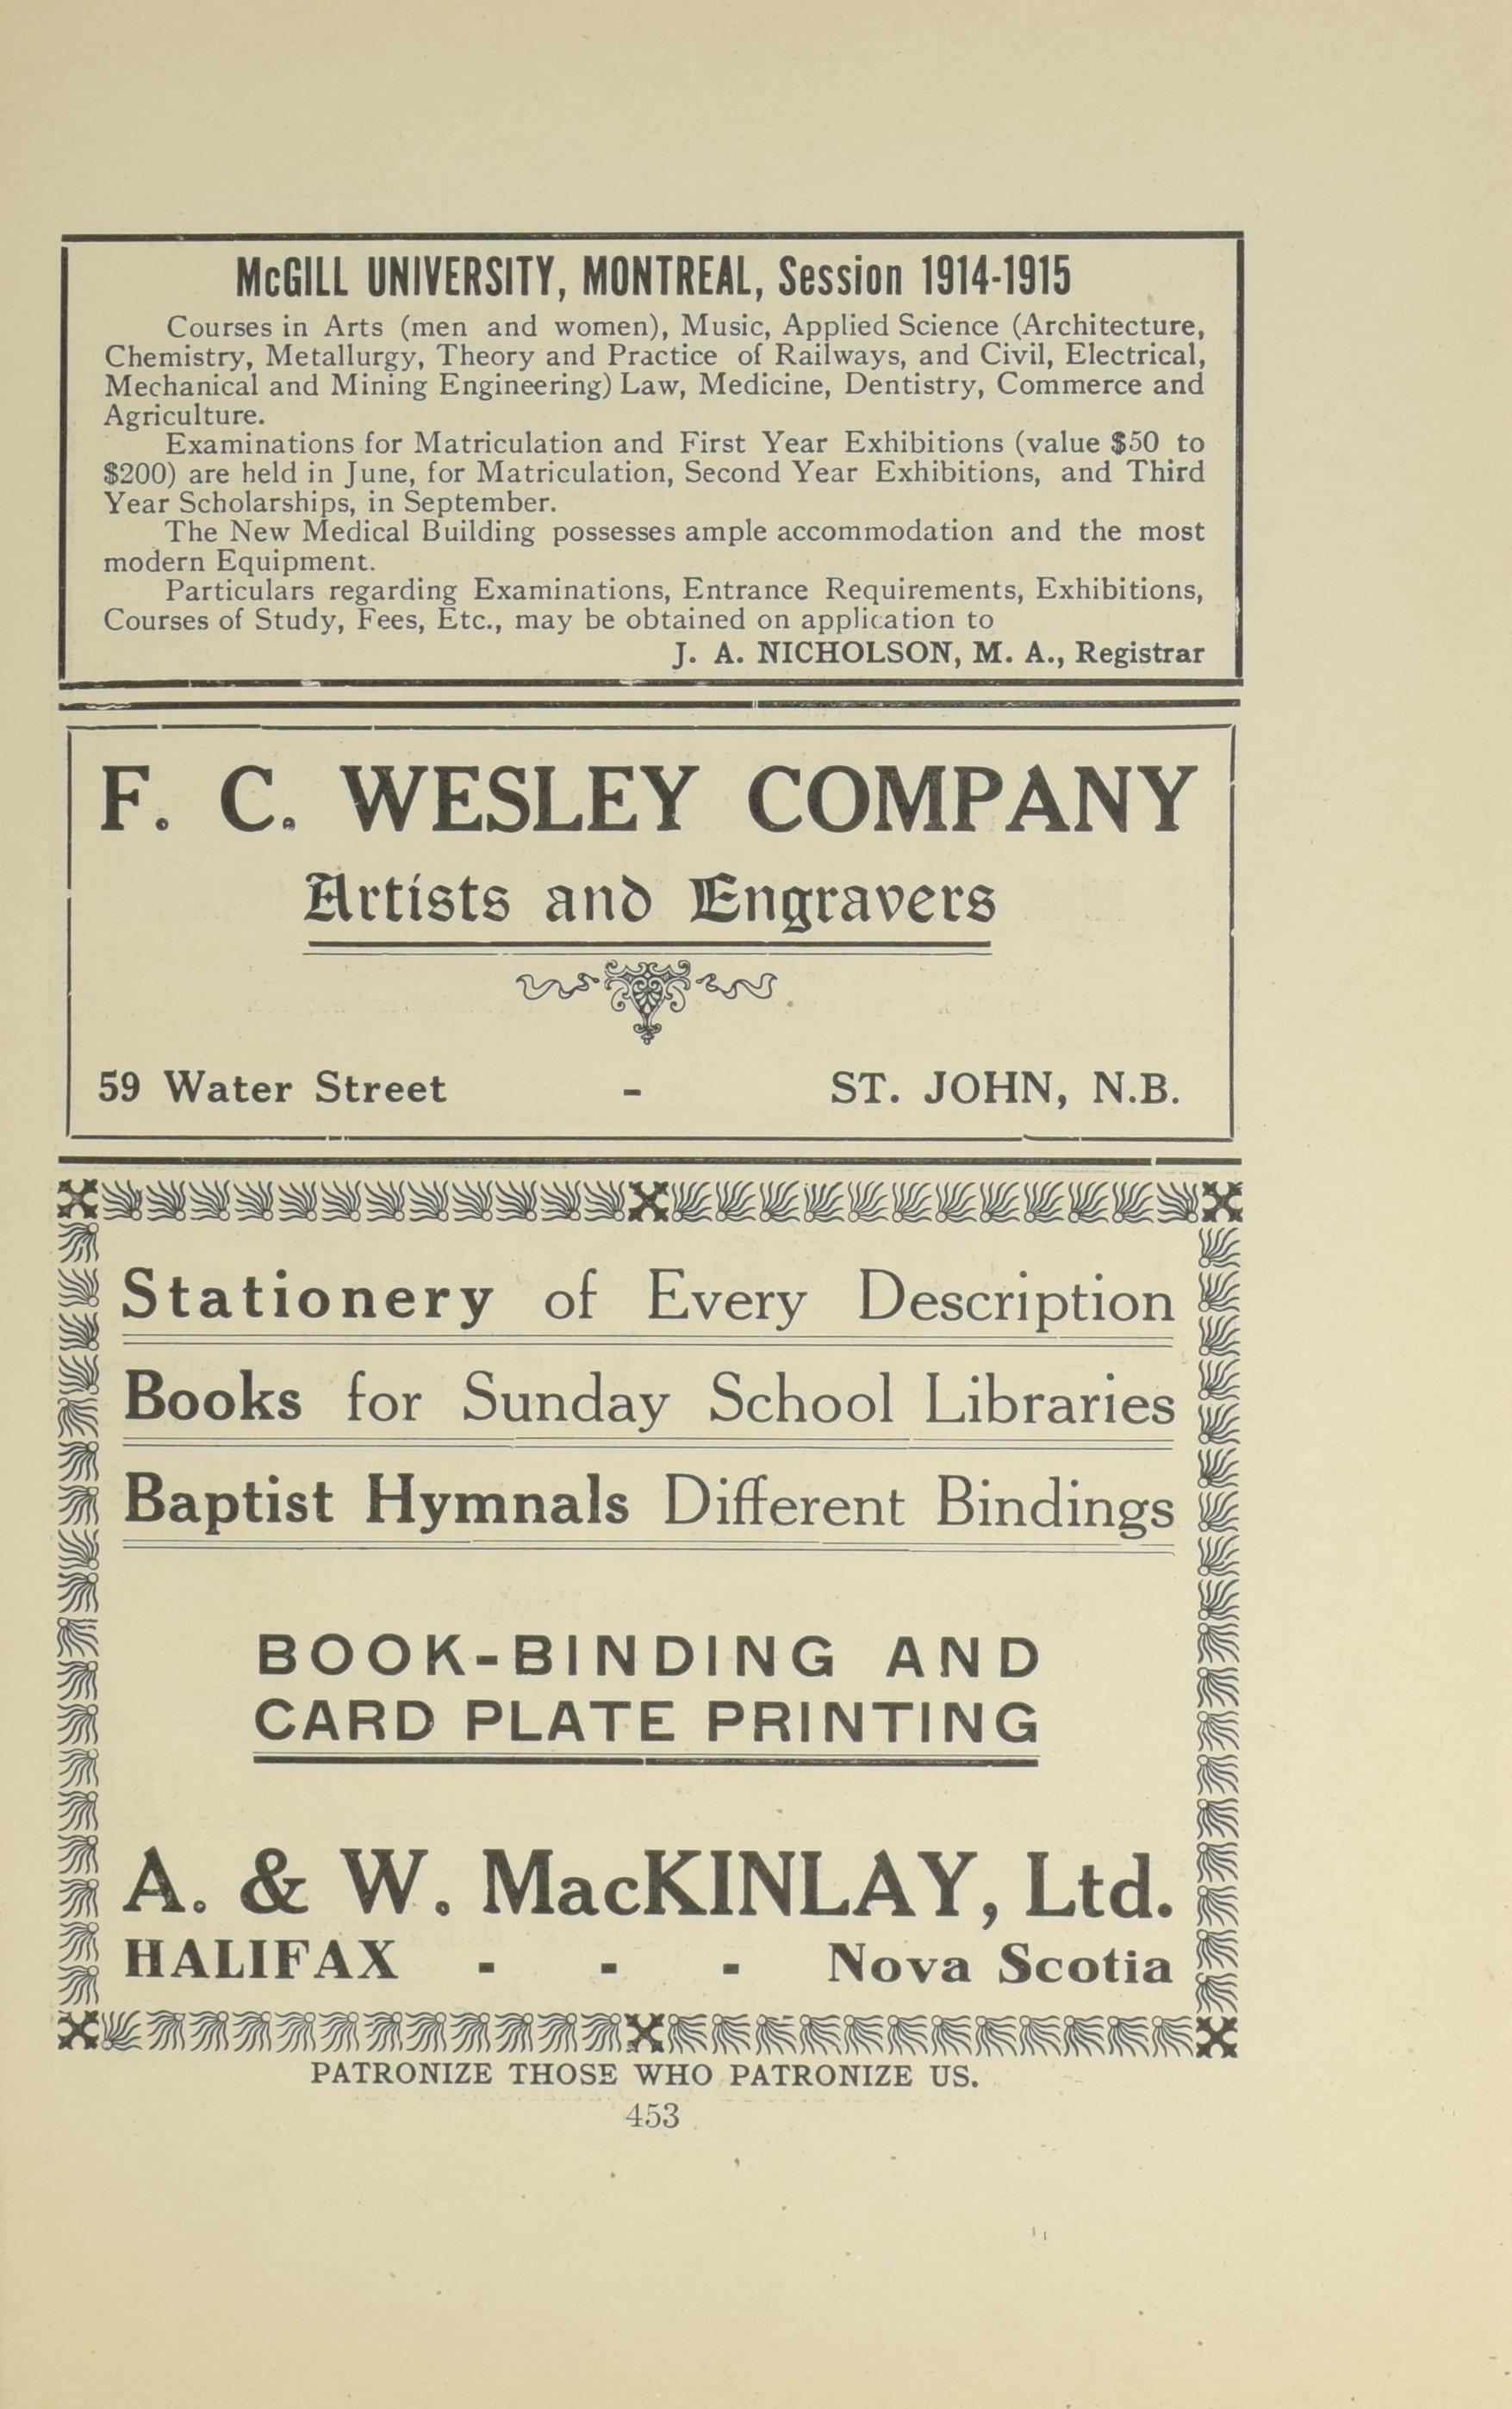 McGILL UNIVERSITY, MONTREAL, Session 1914-1915
Courses in Arts (men and women), Music, Applied Science (Architecture,
Chemistry, Metallurgy, Theory and Practice of Railways, and Civil, Electrical,
Mechanical and Mining Engineering) Law, Medicine, Dentistry, Commerce and
Agriculture.
Examinations for Matriculation and First Year Exhibitions (value $50 to
$200) are held in June, for Matriculation, Second Year Exhibitions, and Third
Year Scholarships, in September.
The New Medical Building possesses ample accommodation and the most
modern Equipment.
Particulars regarding Examinations, Entrance Requirements, Exhibitions,
Courses of Study, Fees, Etc., may be obtained on application to
J. A. NICHOLSON, M. A., Registrar
F. C. WESLEY COMPANY
Artists and Engravers
59 Water Street - ST. JOHN, N.B.
Stationery of Every Description
Books for Sunday School Libraries
Baptist Hymnals Different Bindings
BOOK-BINDING AND
CARD PLATE PRINTING
A. & W. MacKINLAY, Ltd.
HALIFAX - - - Nova Scotia
PATRONIZE THOSE WHO PATRONIZE US.
453